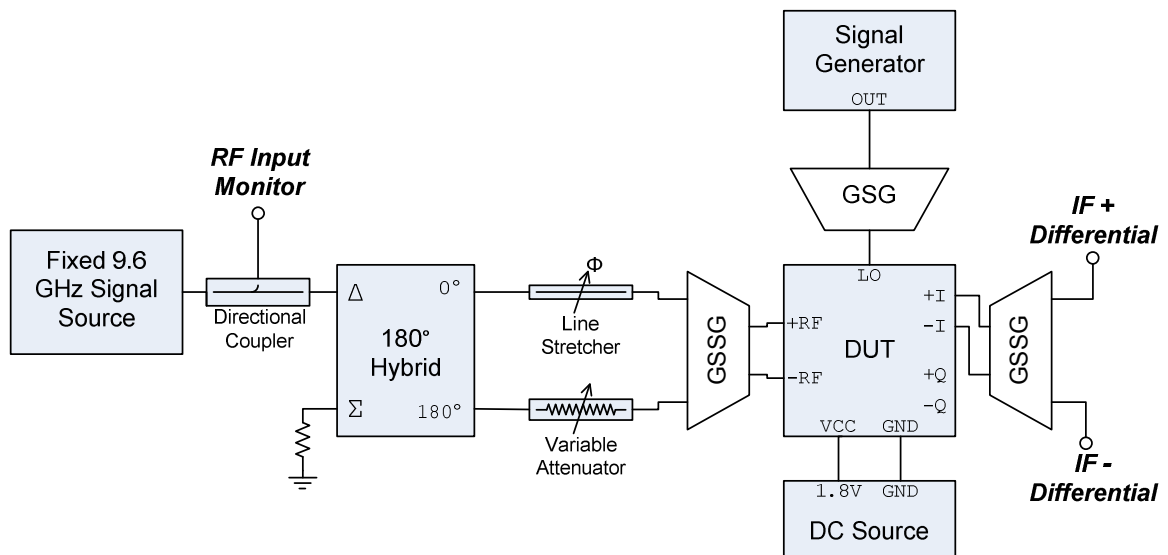 Signal
Generator
OUT
RF Input
Monitor
GSG
IF +
Differential
Fixed 9.6
GHz Signal
Source
Directional
Coupler
Δ
0°
180°
Hybrid
Σ
180°
Φ
Line
Stretcher
Variable
Attenuator
GSSG
LO
+RF
-RF
DUT
+I
-I
+Q
-Q
VCC GND
GSSG
IF -
Differential
1.8V GND
DC Source